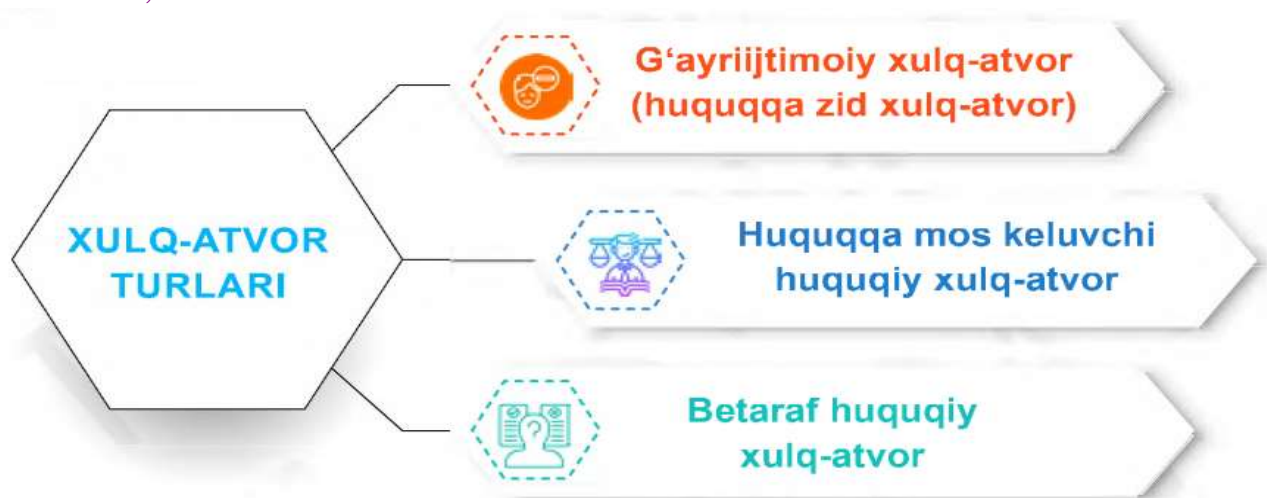 XULQ-ATVOR
TURLARI
G‘ayriijtimoiy xulq-atvor
(huquqqa zid xulq-atvor)
Huquqqa mos keluvchi
huquqiy xulq-atvor
Betaraf huquqiy
xulq-atvor